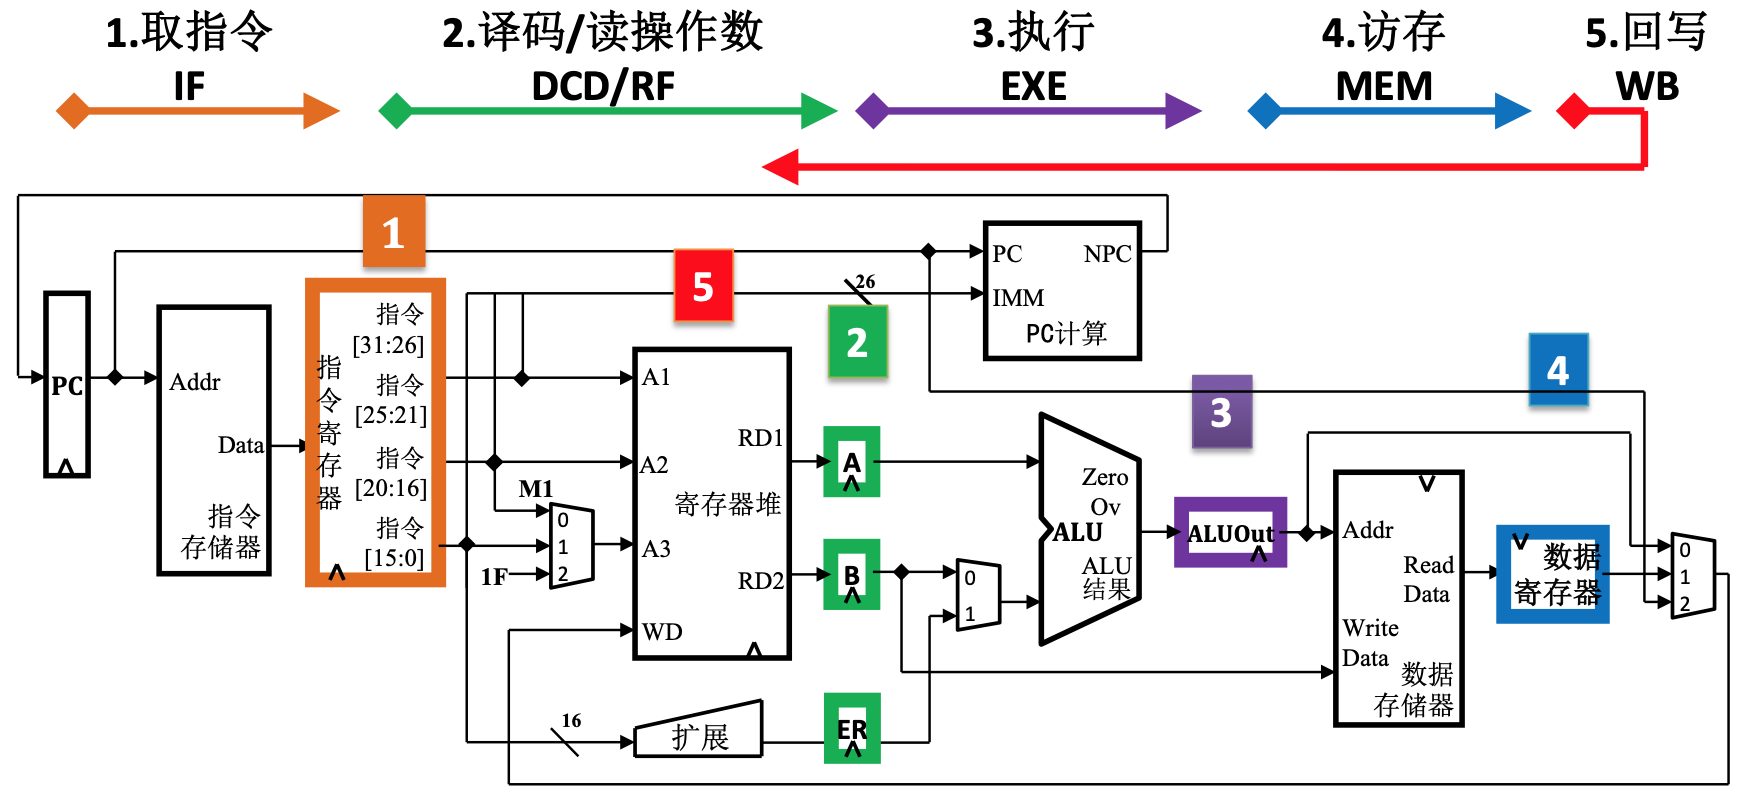 1.取指令
IF
2.译码/读操作数
DCD/RF
3.执行
EXE
4.访存
MEM
5.回写
WB
1
5
26
2
3
4
PC
Addr
Data
指令
存储器
指令寄存器
指令
[31:26]
指令
[25:21]
指令
[20:16]
指令
[15:0]
M1
0
1
2
1F
A1
A2
A3
WD
RD1
寄存器堆
RD2
16
扩展
A
B
ER
PC
NPC
IMM
PC计算
0
1
Zero
Ov
ALU
ALU
结果
ALUOut
Addr
Read
Data
Write
Data
数据
存储器
数据
寄存器
0
1
2